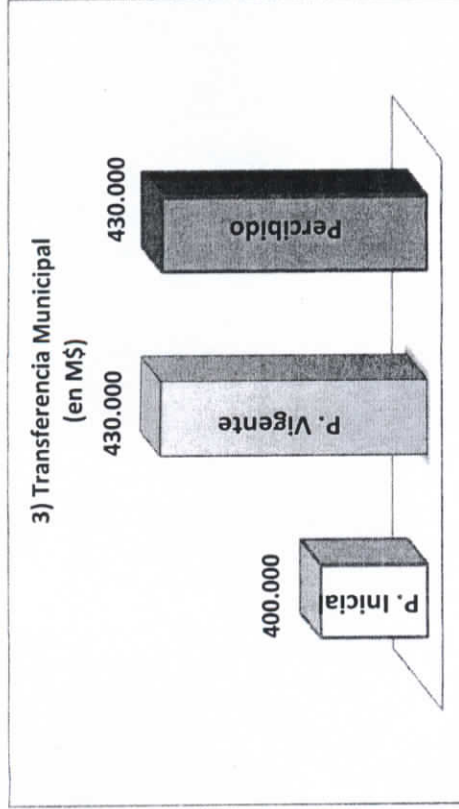 3) Transferencia Municipal
(en M$)
400.000
430.000
430.000
P. Inicial
P. Vigente
Percibido